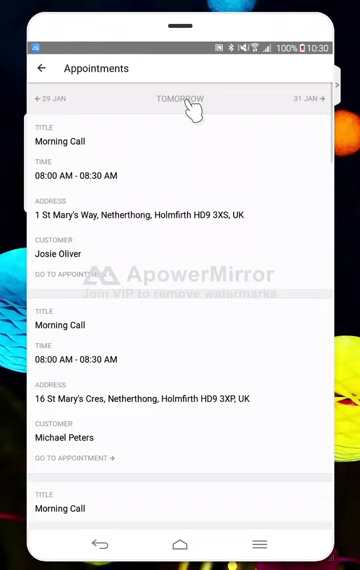 100% 10:30
Appointments
29 JAN TOMORROW 31 JAN
TITLE
Morning Call
TIME
08:00 AM - 08:30 AM
ADDRESS
1 St Mary's Way, Netherthong, Holmfirth HD9 3XS, UK
CUSTOMER
Josie Oliver
GO TO APPOINTMENT
ApowerMirror
Join VIP to remove watermarks
TITLE
Morning Call
TIME
08:00 AM - 08:30 AM
ADDRESS
16 St Mary's Cres, Netherthong, Holmfirth HD9 3XP, UK
CUSTOMER
Michael Peters
GO TO APPOINTMENT
TITLE
Morning Call